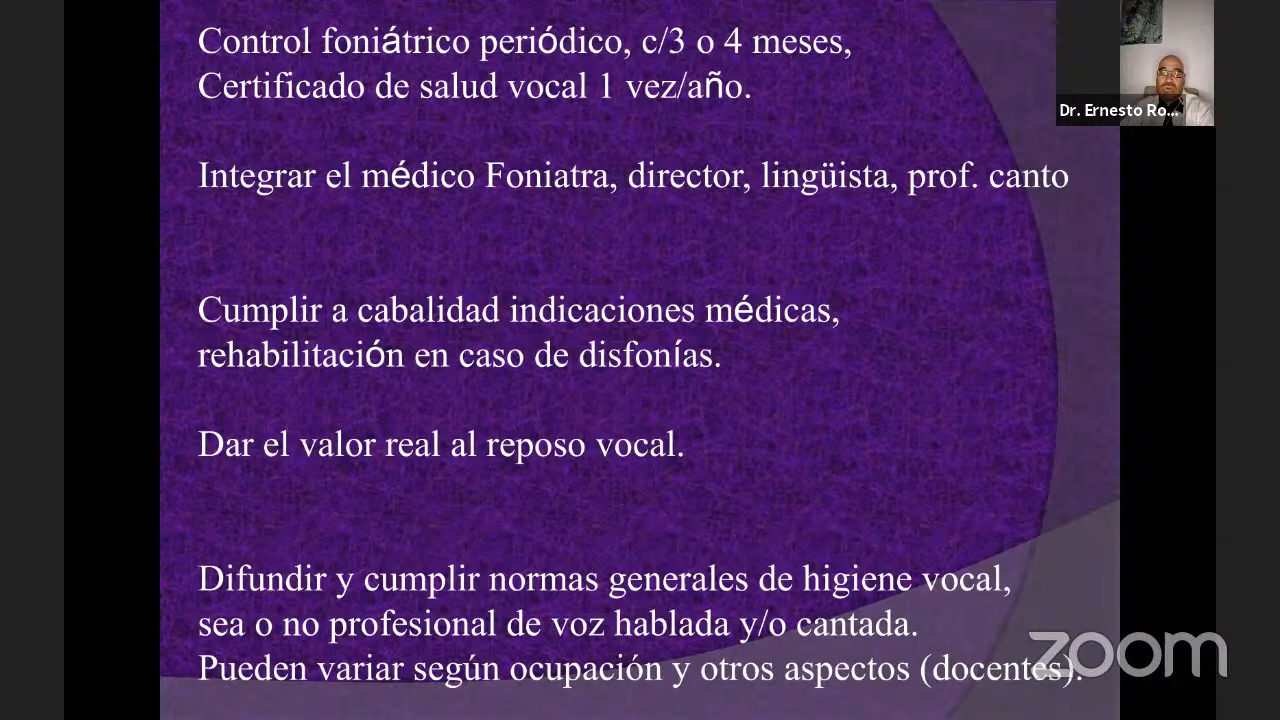 Control foniátrico periódico, c/3 o 4 meses,
Certificado de salud vocal 1 vez/año.
Dr. Ernesto Ro...
Integrar el médico Foniatra, director, lingüista, prof. canto
Cumplir a cabalidad indicaciones médicas,
rehabilitación en caso de disfonías.
Dar el valor real al reposo vocal.
Difundir y cumplir normas generales de higiene vocal,
sea o no profesional de voz hablada y/o cantada.
Pueden variar según ocupación y otros aspectos (docentes).
zoom